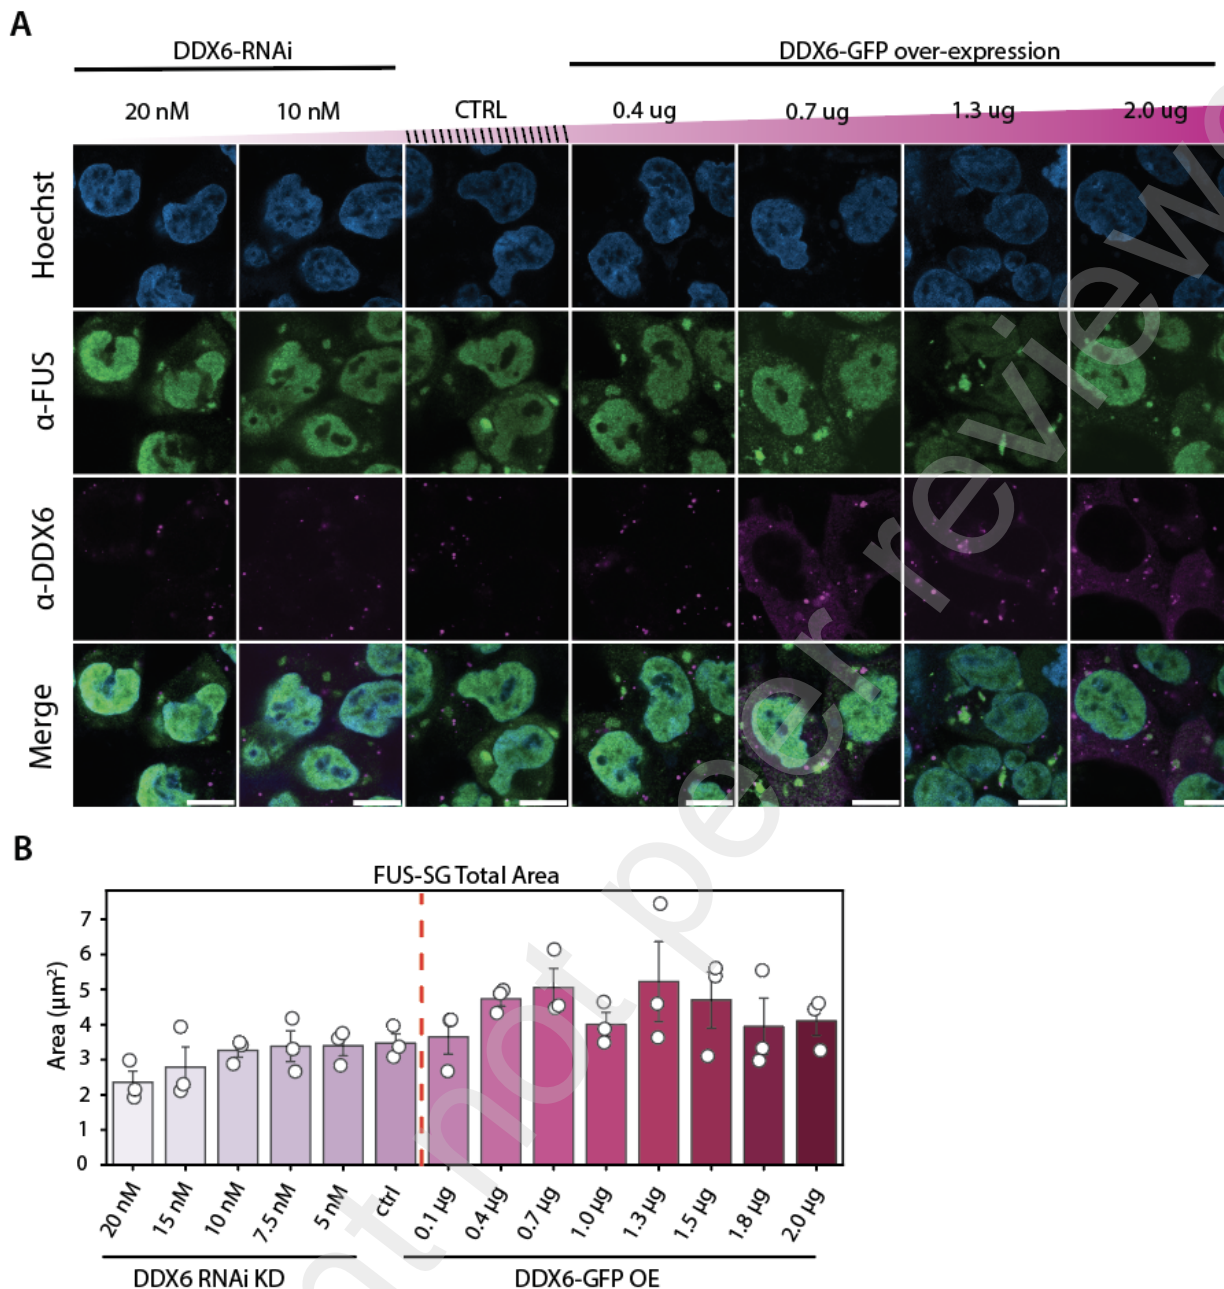 A
DDX6-RNAi
DDX6-GFP over-expression
20 nM
10 nM
CTRL
0.4 ug
0.7 ug
1.3 ug
2.0 ug
Hoechst
α-FUS
α-DDX6
Merge
B
FUS-SG Total Area
Area (μm²)
7
6
5
4
3
2
1
0
20 nM
15 nM
10 nM
7.5 nM
5 nM
ctrl
0.1 μg
0.4 μg
0.7 μg
1.0 μg
1.3 μg
1.5 μg
1.8 μg
2.0 μg
DDX6 RNAi KD
DDX6-GFP OE
not peer review